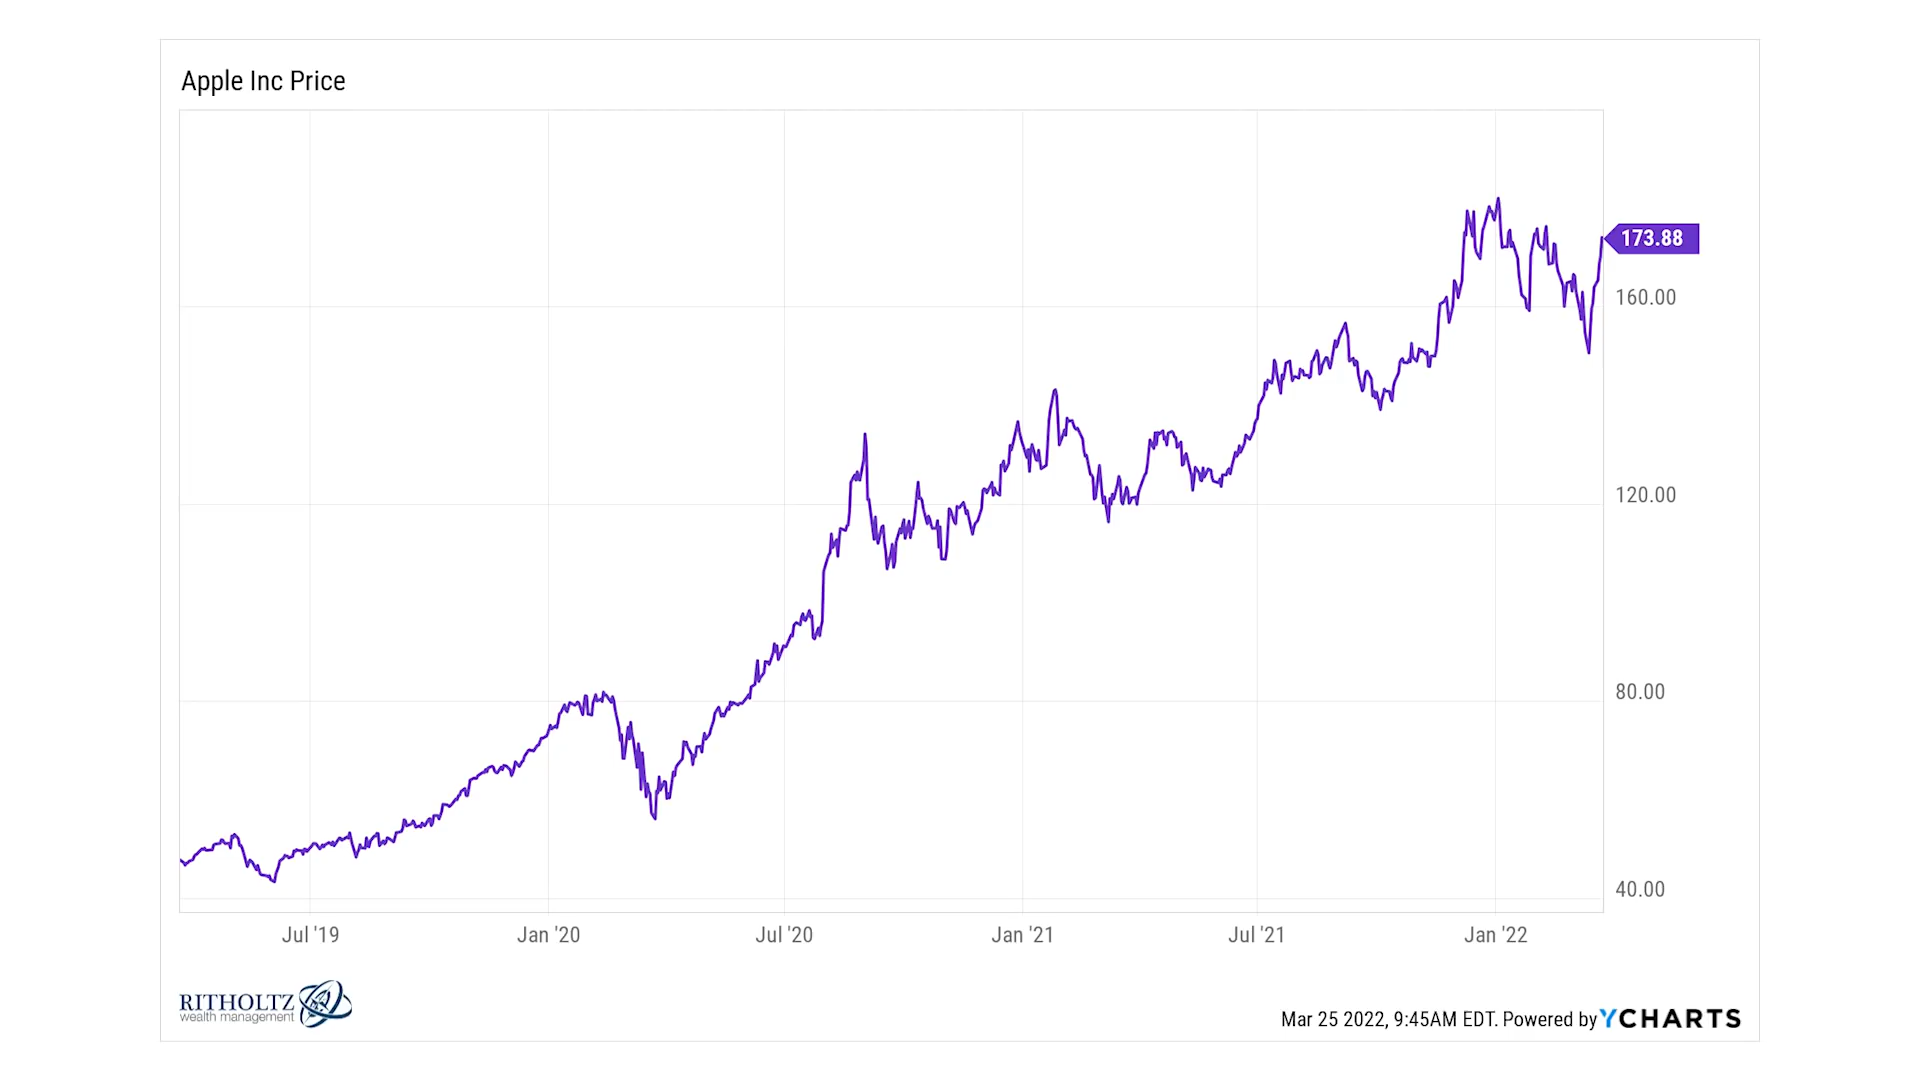 Apple Inc Price
173.88
160.00
120.00
80.00
40.00
Jul '19 Jan '20 Jul '20 Jan '21 Jul '21 Jan '22
RITHOLTZ
wealth management
Mar 25 2022, 9:45AM EDT. Powered by YCHARTS